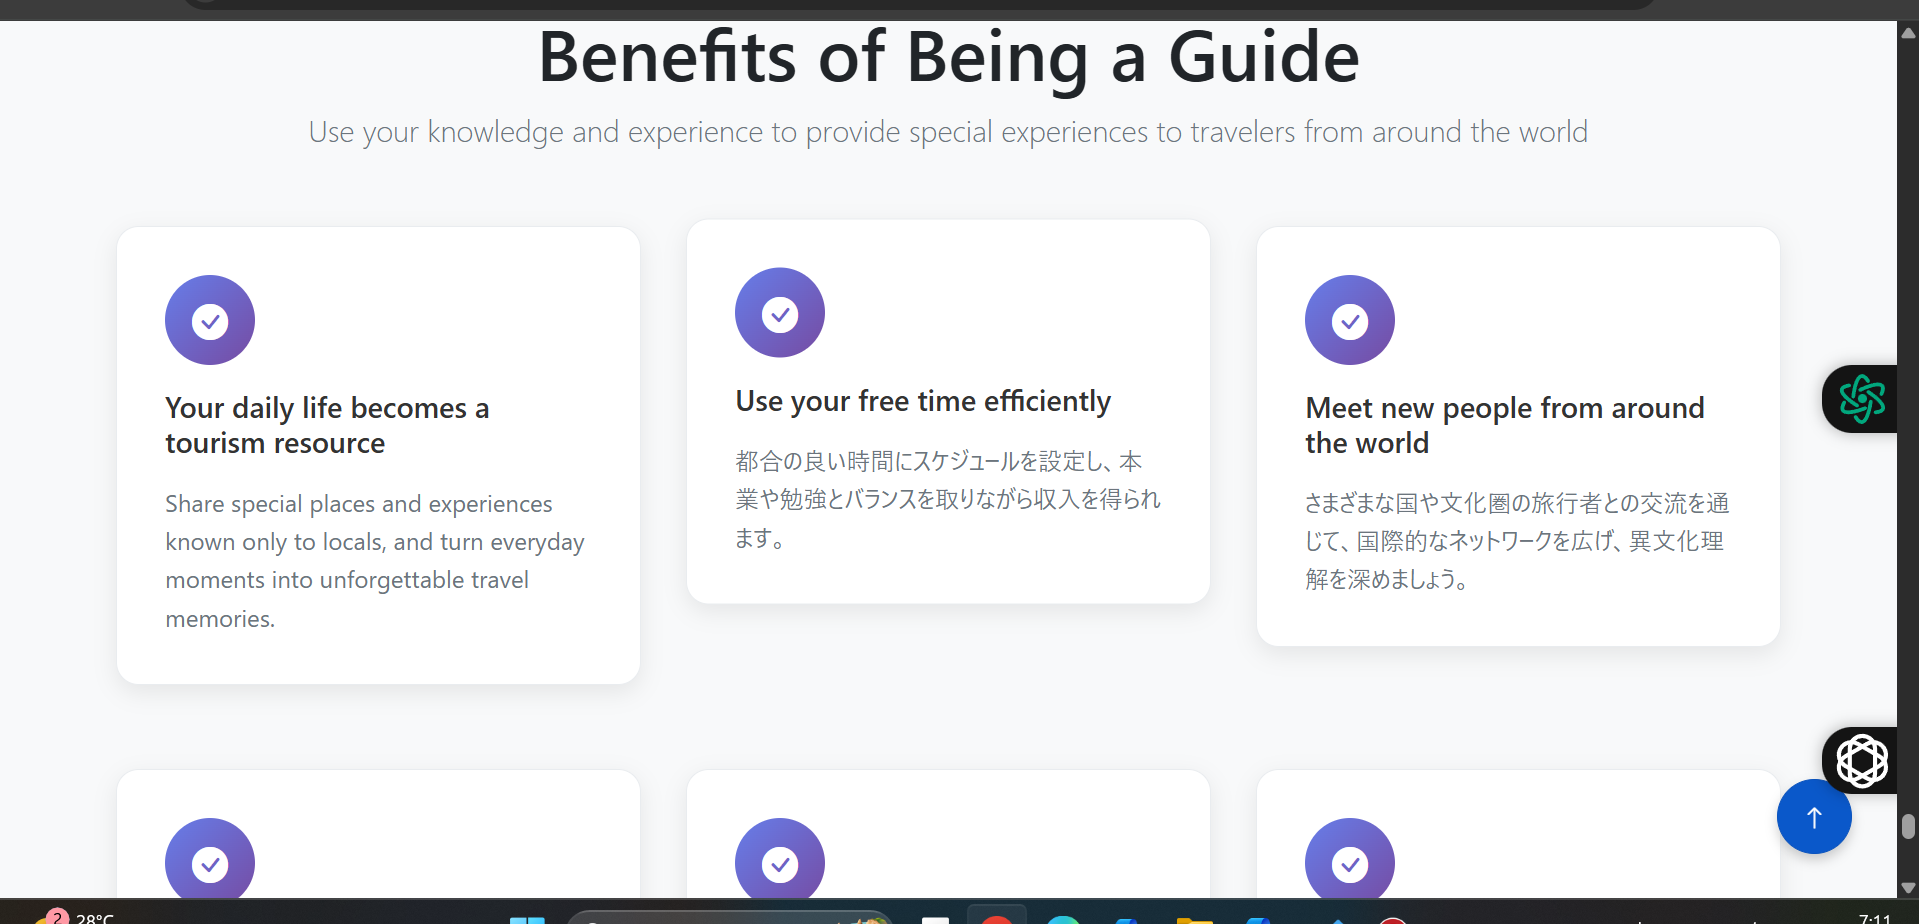 Benefits of Being a Guide
Use your knowledge and experience to provide special experiences to travelers from around the world
Your daily life becomes a
tourism resource
Share special places and experiences
known only to locals, and turn everyday
moments into unforgettable travel
memories.
Use your free time efficiently
都合の良い時間にスケジュールを設定し、本
業や勉強とバランスを取りながら収入を得られ
ます。
Meet new people from around
the world
さまざまな国や文化圏の旅行者との交流を通
じて、国際的なネットワークを広げ、異文化理
解を深めましょう。
2
28°C
7:11